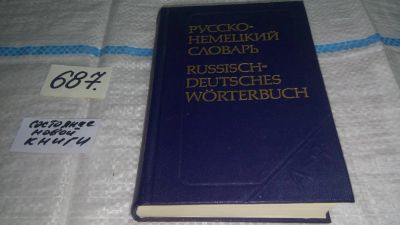 687.
состояние
новой
книги
РУССКО-
НЕМЕЦКИЙ
СЛОВАРЬ
RUSSISCH-
DEUTSCHES
WÖRTERBUCH